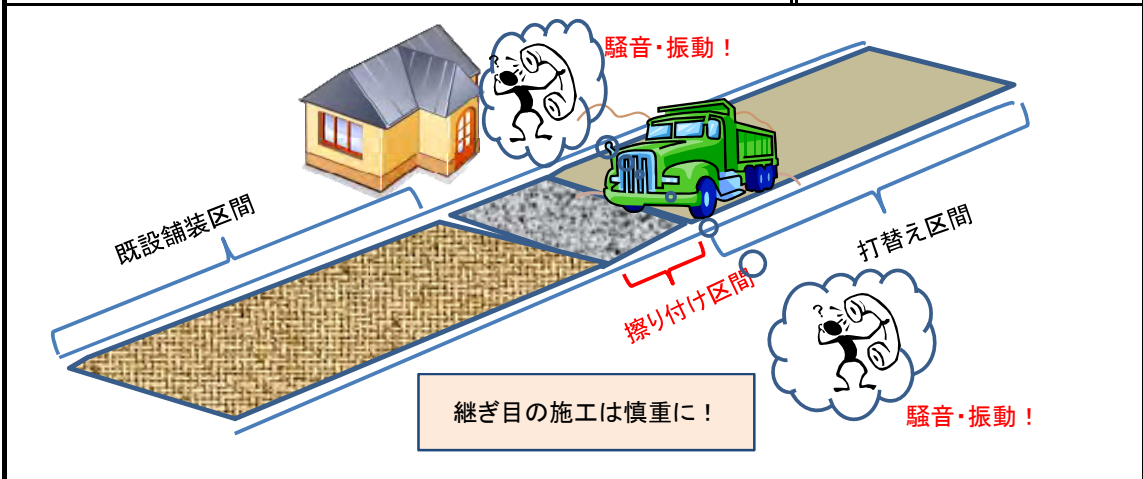 騒音・振動！
既設舗装区間
打替え区間
擦り付け区間
継ぎ目の施工は慎重に！
騒音・振動！